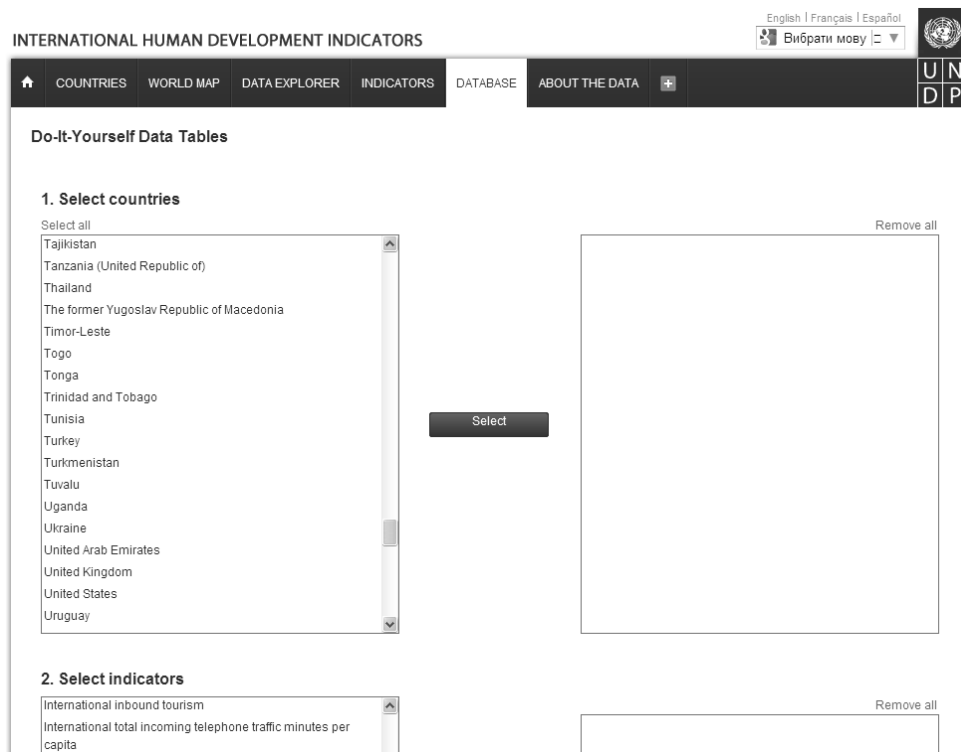 English | Français | Español
INTERNATIONAL HUMAN DEVELOPMENT INDICATORS
Вибрати мову
U N
D P
COUNTRIES WORLD MAP DATA EXPLORER INDICATORS DATABASE ABOUT THE DATA
Do-It-Yourself Data Tables
1. Select countries
Select all
Remove all
Tajikistan
Tanzania (United Republic of)
Thailand
The former Yugoslav Republic of Macedonia
Timor-Leste
Togo
Tonga
Trinidad and Tobago
Tunisia
Turkey
Turkmenistan
Tuvalu
Uganda
Ukraine
United Arab Emirates
United Kingdom
United States
Uruguay
Select
2. Select indicators
Remove all
International inbound tourism
International total incoming telephone traffic minutes per
capita